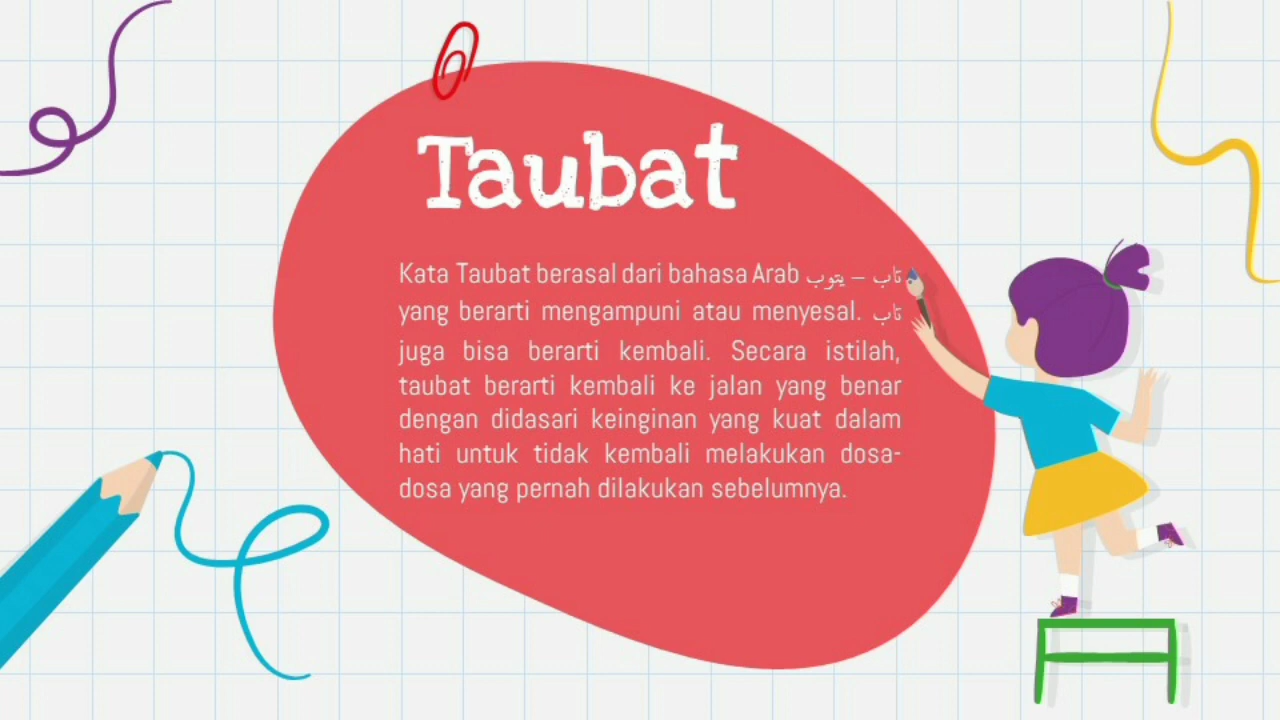 Taubat
Kata Taubat berasal dari bahasa Arab تاب – يتوب
yang berarti mengampuni atau menyesal. تاب
juga bisa berarti kembali. Secara istilah,
taubat berarti kembali ke jalan yang benar
dengan didasari keinginan yang kuat dalam
hati untuk tidak kembali melakukan dosa-
dosa yang pernah dilakukan sebelumnya.